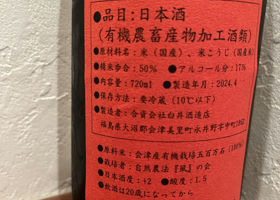 ●品目：日本酒
(有機農畜産物加工酒類)
●原材料名：米（国産）、米こうじ（国産米）
●精米歩合：50% ●アルコール分：17%
●内容量：720ml ●製造年月：2024.4
●保存方法：要冷蔵（10℃以下）
●製造者：合資会社白井酒造店
福島県大沼郡会津美里町永井野字中町1862
●原料米：会津産有機栽培五百万石(100%)
●栽培者：自然農法『風』の会
●日本酒度：+2 ●酸度：1.5
●飲酒は20歳になってから